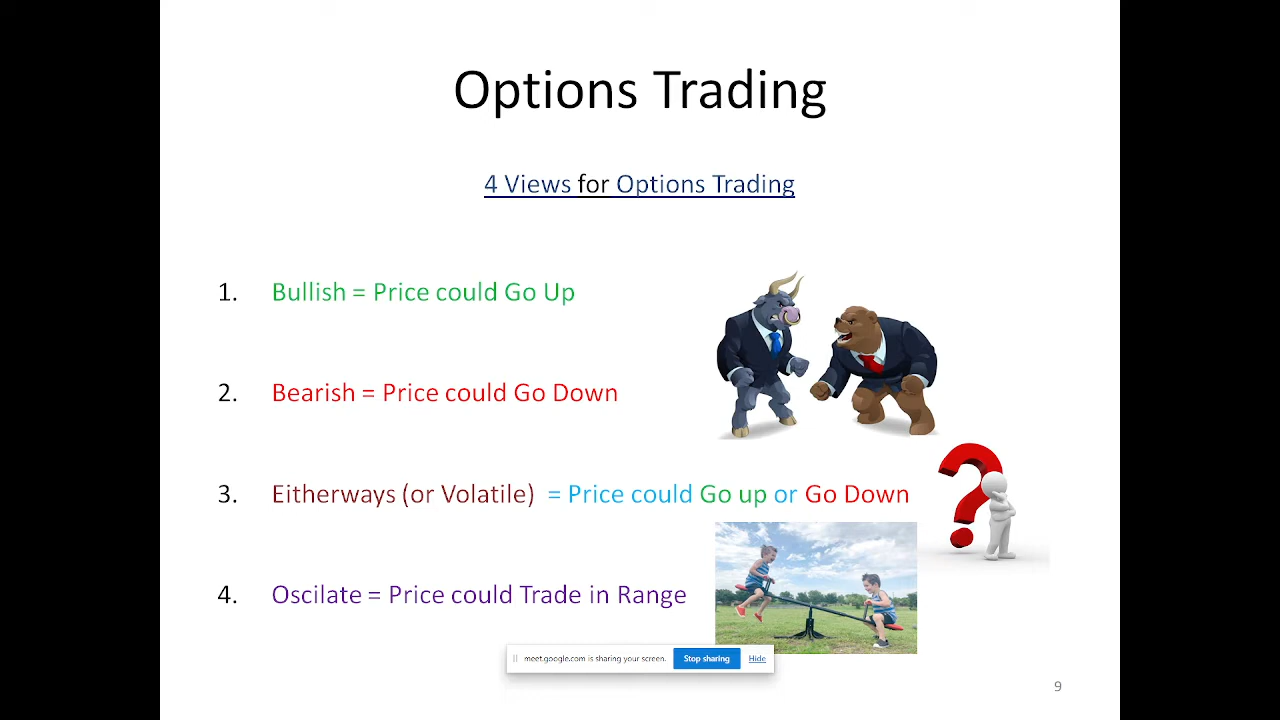 Options Trading
4 Views for Options Trading
1. Bullish = Price could Go Up
2. Bearish = Price could Go Down
3. Eitherways (or Volatile) = Price could Go up or Go Down
4. Oscilate = Price could Trade in Range
meet.google.com is sharing your screen. Stop sharing Hide
9